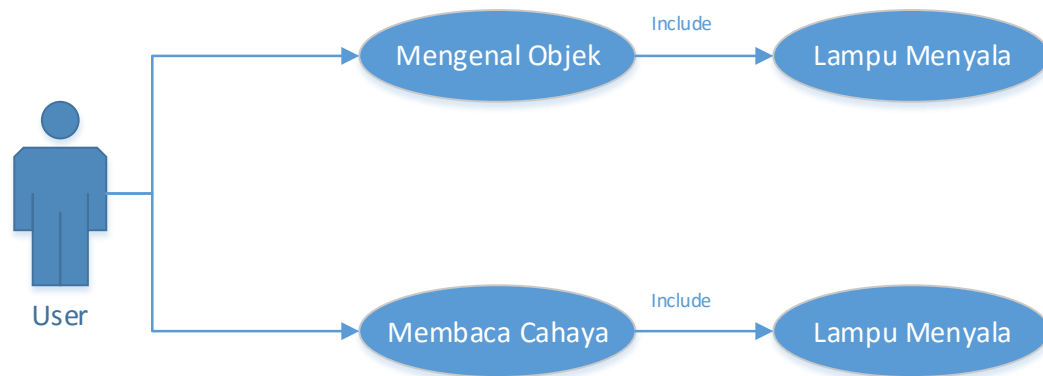 Include
Mengenal Objek
Lampu Menyala
User
Include
Membaca Cahaya
Lampu Menyala